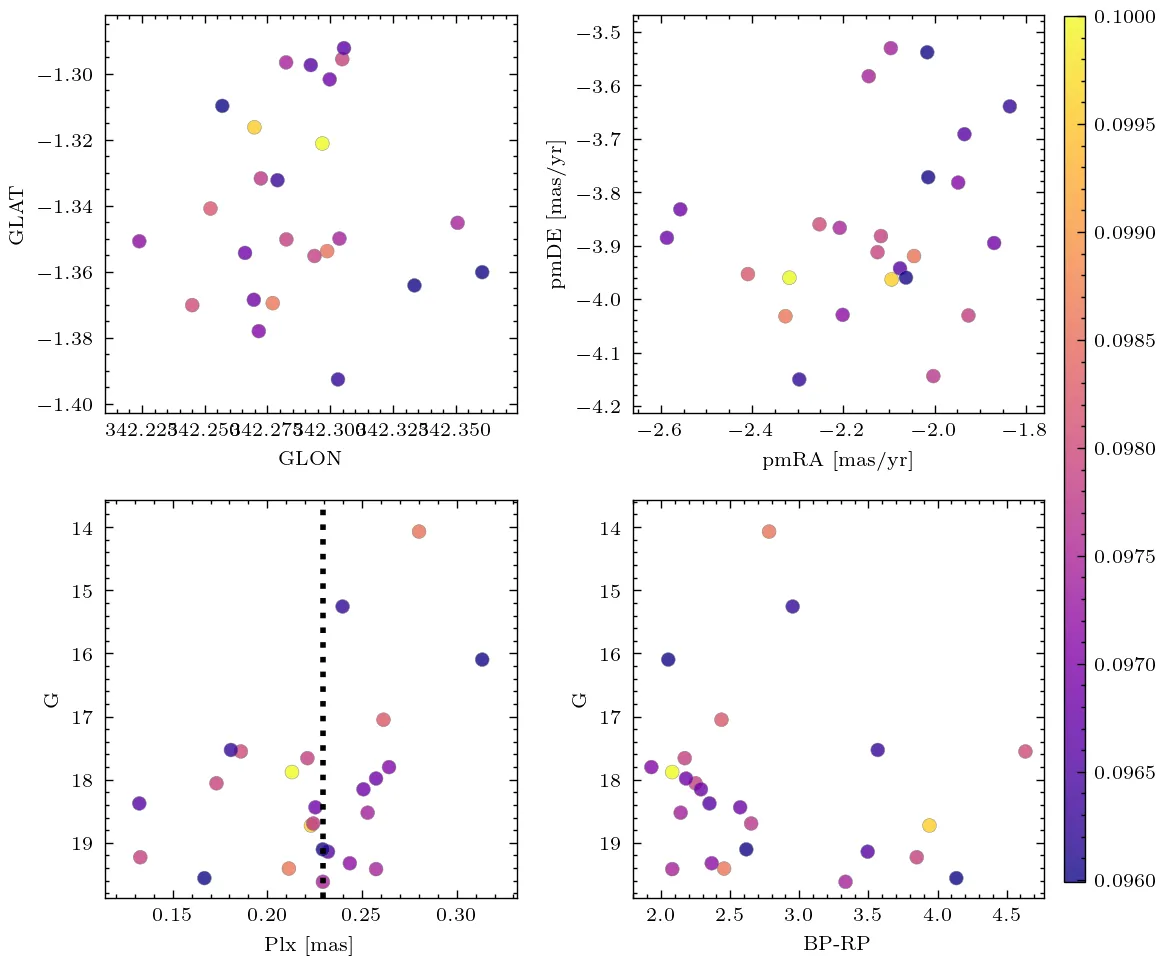 −1.30
−1.32
−1.34
−1.36
−1.38
−1.40
GLAT
342.225 342.250 342.275 342.300 342.325 342.350
GLON
−3.5
−3.6
−3.7
−3.8
−3.9
−4.0
−4.1
−4.2
pmDE [mas/yr]
−2.6 −2.4 −2.2 −2.0 −1.8
pmRA [mas/yr]
14
15
16
17
18
19
G
0.15 0.20 0.25 0.30
Plx [mas]
14
15
16
17
18
19
G
2.0 2.5 3.0 3.5 4.0 4.5
BP-RP
0.1000
0.0995
0.0990
0.0985
0.0980
0.0975
0.0970
0.0965
0.0960